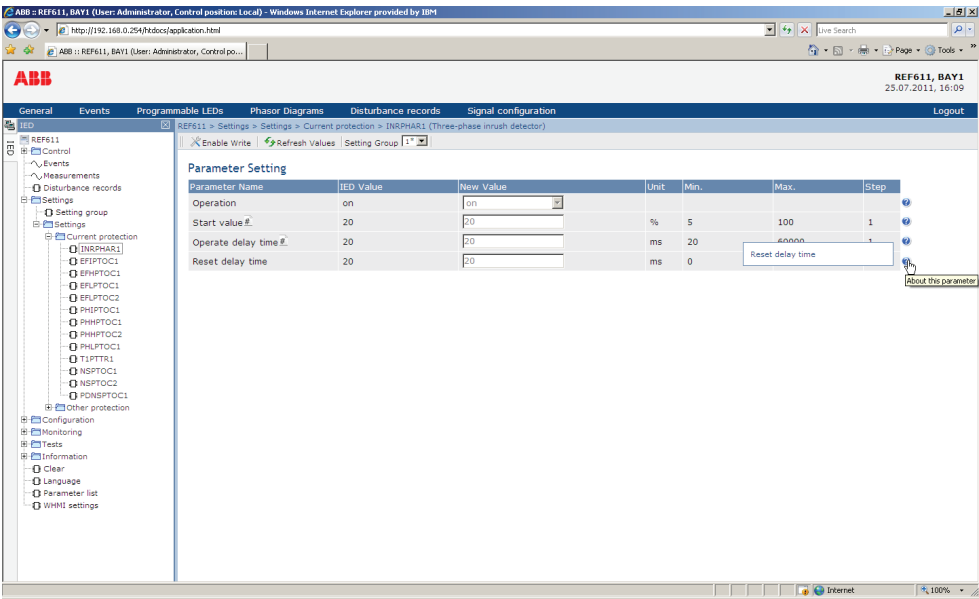 ABB :: REF611, BAY1 (User: Administrator, Control position: Local) - Windows Internet Explorer provided by IBM
http://192.168.0.254/htdocs/application.html
Live Search
ABB :: REF611, BAY1 (User: Administrator, Control po...
Page
Tools
ABB
REF611, BAY1
25.07.2011, 16:09
General Events Programmable LEDs Phasor Diagrams Disturbance records Signal configuration Logout
IED
REF611 > Settings > Settings > Current protection > INRPHAR1 (Three-phase inrush detector)
Enable Write Refresh Values Setting Group 1*
IED
REF611
Control
Events
Measurements
Disturbance records
Settings
Setting group
Settings
Current protection
INRPHAR1
EFIPTOC1
EFHPTOC1
EFLPTOC1
EFLPTOC2
PHIPTOC1
PHHPTOC1
PHHPTOC2
PHLPTOC1
T1PTTR1
NSPTOC1
NSPTOC2
PDNSPTOC1
Other protection
Configuration
Monitoring
Tests
Information
Clear
Language
Parameter list
WHMI settings
Parameter Setting
Parameter Name IED Value New Value Unit Min. Max. Step
Operation on on
Start value # 20 20 % 5 100 1
Operate delay time # 20 20 ms 20 60000 1
Reset delay time 20 20 ms 0
Reset delay time
About this parameter
Internet
100%